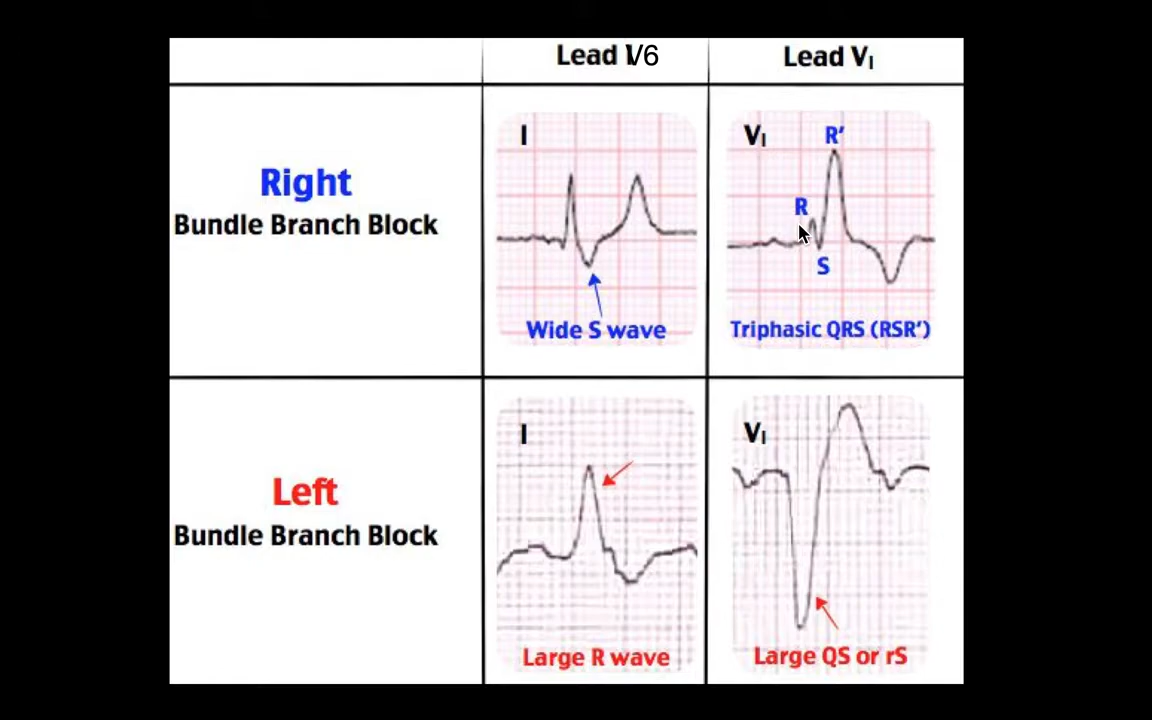 Lead I/V6
Lead V₁
Right
Bundle Branch Block
I
Wide S wave
V₁
R'
R
S
Triphasic QRS (RSR')
Left
Bundle Branch Block
I
Large R wave
V₁
Large QS or rS